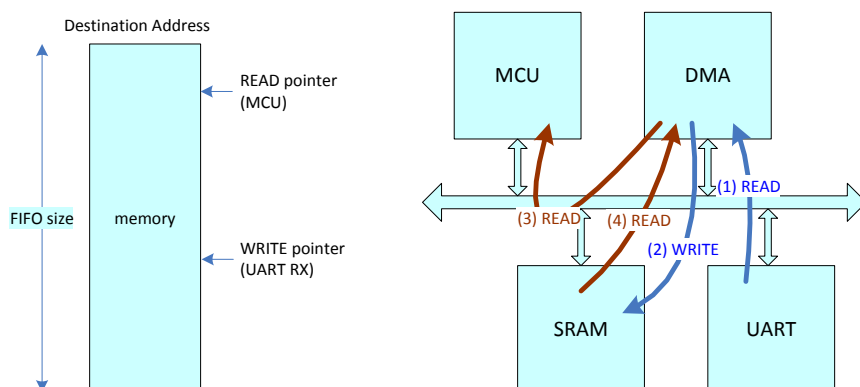 Destination Address
READ pointer
(MCU)
FIFO size
memory
WRITE pointer
(UART RX)
MCU
DMA
(1) READ
(3) READ
(4) READ
(2) WRITE
SRAM
UART